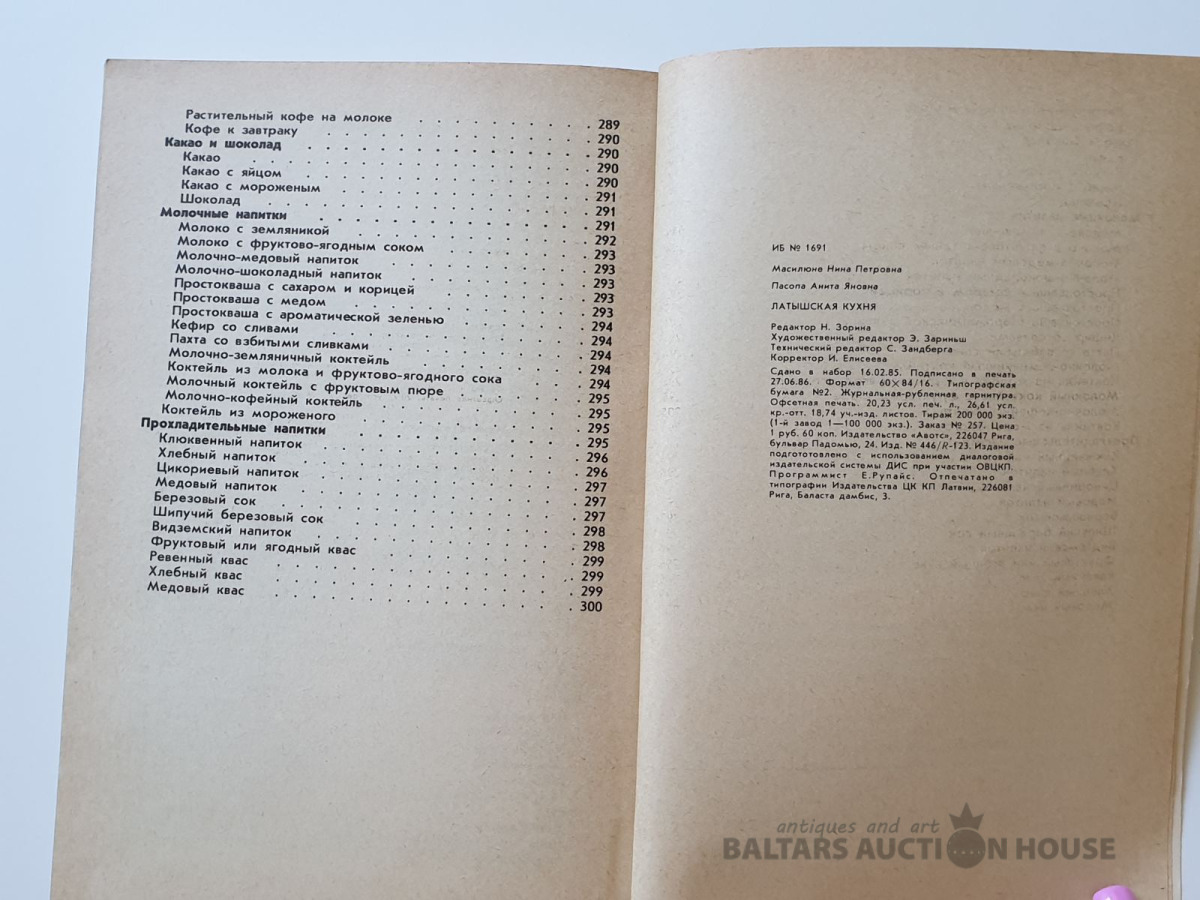 Растительный кофе на молоке . . . . . . . . . 289
Кофе к завтраку . . . . . . . . . 290
Какао и шоколад . . . . . . . . . 290
Какао . . . . . . . . . 290
Какао с яйцом . . . . . . . . . 290
Какао с мороженым . . . . . . . . . 291
Шоколад . . . . . . . . . 291
Молочные напитки . . . . . . . . . 291
Молоко с земляникой . . . . . . . . . 292
Молоко с фруктово-ягодным соком . . . . . . . . . 293
Молочно-медовый напиток . . . . . . . . . 293
Молочно-шоколадный напиток . . . . . . . . . 293
Простокваша с сахаром и корицей . . . . . . . . . 293
Простокваша с медом . . . . . . . . . 293
Простокваша с ароматической зеленью . . . . . . . . . 294
Кефир со сливами . . . . . . . . . 294
Пахта со взбитыми сливками . . . . . . . . . 294
Молочно-земляничный коктейль . . . . . . . . . 294
Коктейль из молока и фруктово-ягодного сока . . . . . . 294
Молочный коктейль с фруктовым пюре . . . . . . . . . 295
Молочно-кофейный коктейль . . . . . . . . . 295
Коктейль из мороженого . . . . . . . . . 295
Прохладителььные напитки . . . . . . . . . 295
Клюквенный напиток . . . . . . . . . 296
Хлебный напиток . . . . . . . . . 296
Цикориевый напиток . . . . . . . . . 297
Медовый напиток . . . . . . . . . 297
Березовый сок . . . . . . . . . 297
Шипучий березовый сок . . . . . . . . . 298
Видземский напиток . . . . . . . . . 298
Фруктовый или ягодный квас . . . . . . . . . 299
Ревенный квас . . . . . . . . . 299
Хлебный квас . . . . . . . . . 299
Медовый квас . . . . . . . . . 300
ИБ № 1691
Масилюне Нина Петровна
Пасопа Анита Яновна
ЛАТЫШСКАЯ КУХНЯ
Редактор Н. Зорина
Художественный редактор Э. Зариньш
Технический редактор С. Зандберга
Корректор И. Елисеева
Сдано в набор 16.02.85. Подписано в печать
27.06.86. Формат 60×84/16. Типографская
бумага №2. Журнальная-рубленная, гарнитура.
Офсетная печать. 20,23 усл. печ. л., 26,61 усл.
кр.-отт. 18,74 уч.-изд. листов. Тираж 200 000 экз.
(1-й завод 1—100 000 экз.). Заказ № 257. Цена
1 руб. 60 коп. Издательство «Авотс», 226047 Рига,
бульвар Падомью, 24. Изд. № 446/R-123. Издание
подгототовлено с использованием диалоговой
издательской системы ДИС при участии ОВЦКП.
Программист Е.Рупайс. Отпечатано в
типографии Издательства ЦК КП Латвии, 226081
Рига, Баласта дамбис, 3.
antiques and art
BALTARS AUCTION HOUSE